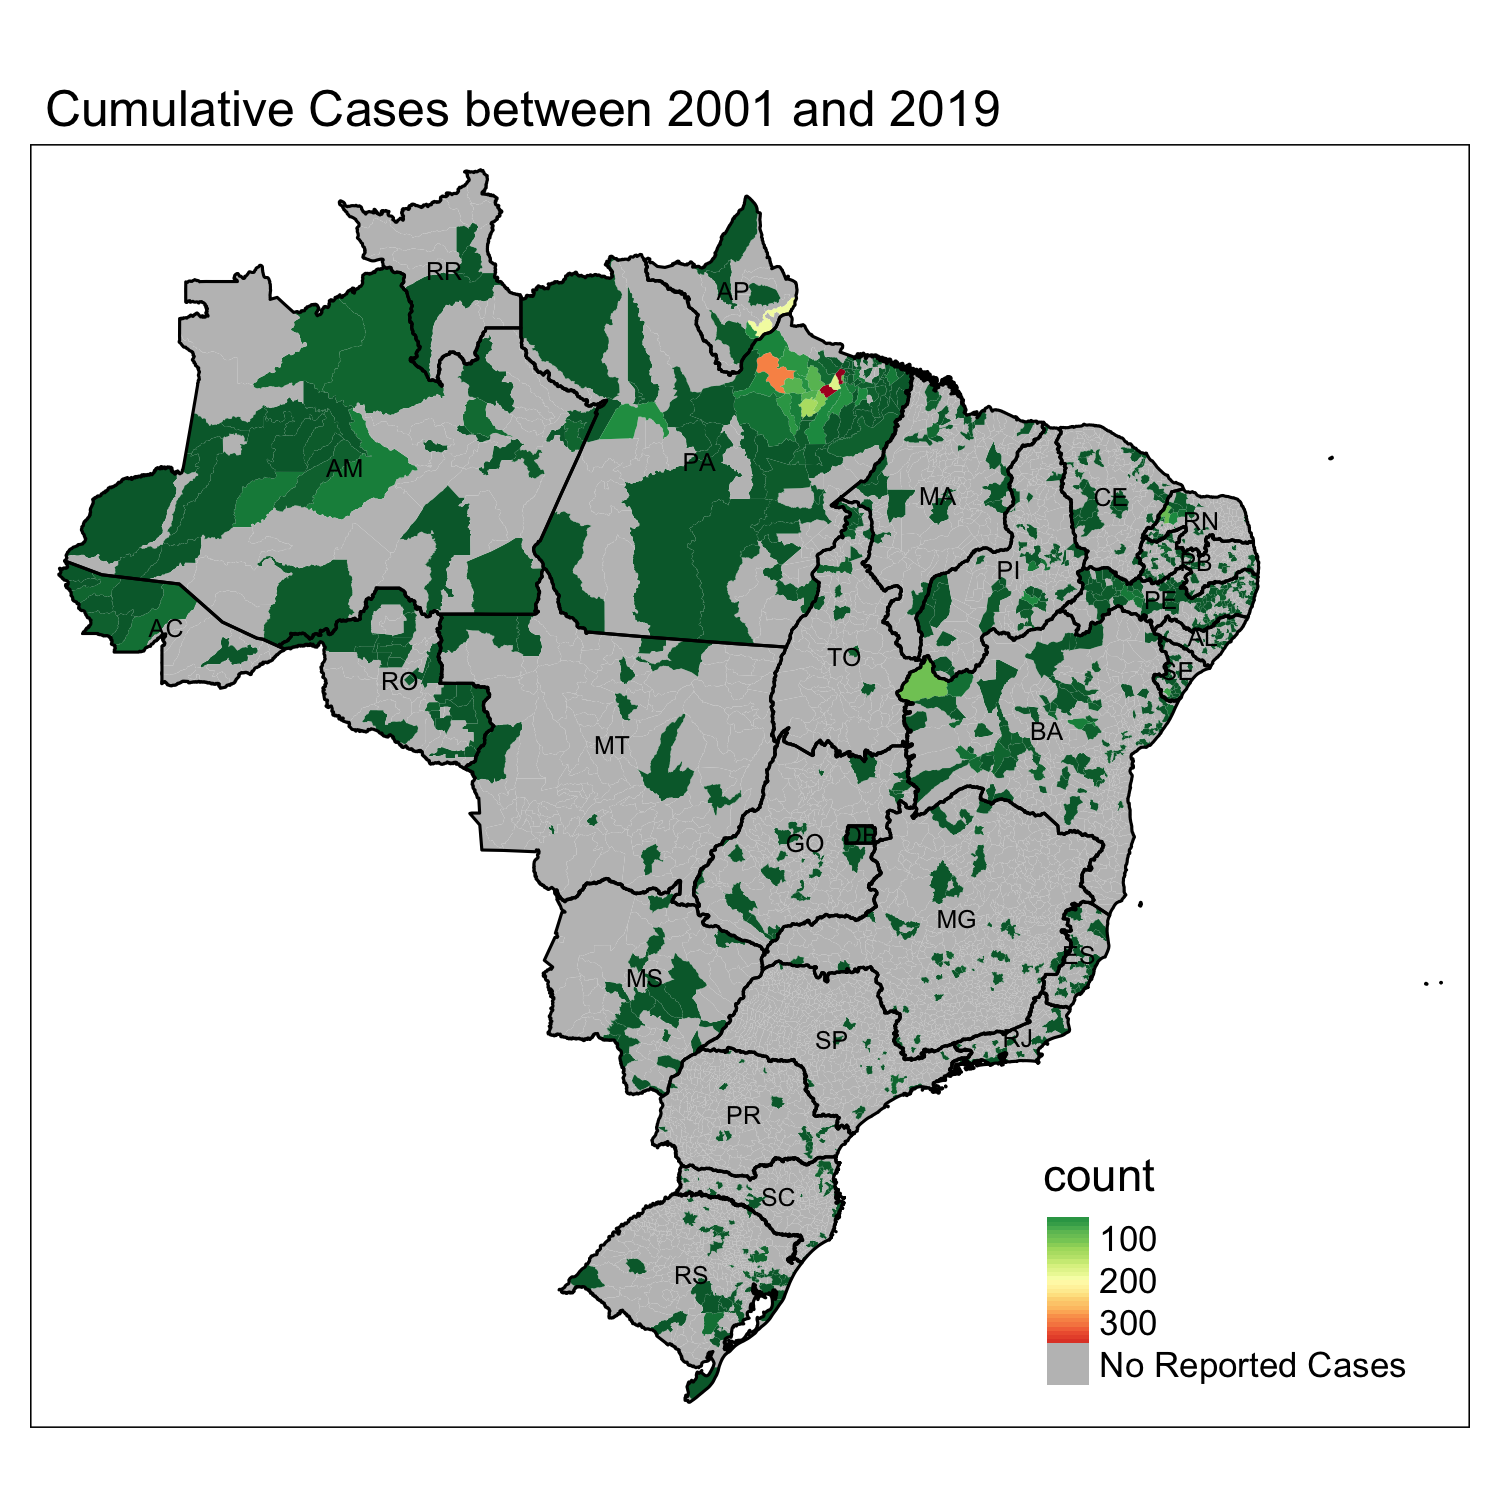 Cumulative Cases between 2001 and 2019
RR
AP
AM
PA
MA
CE
RN
PB
PI
PE
AC
AL
TO
SE
RO
BA
MT
DF
GO
MG
ES
MS
SP
RJ
PR
SC
RS
count
100
200
300
No Reported Cases